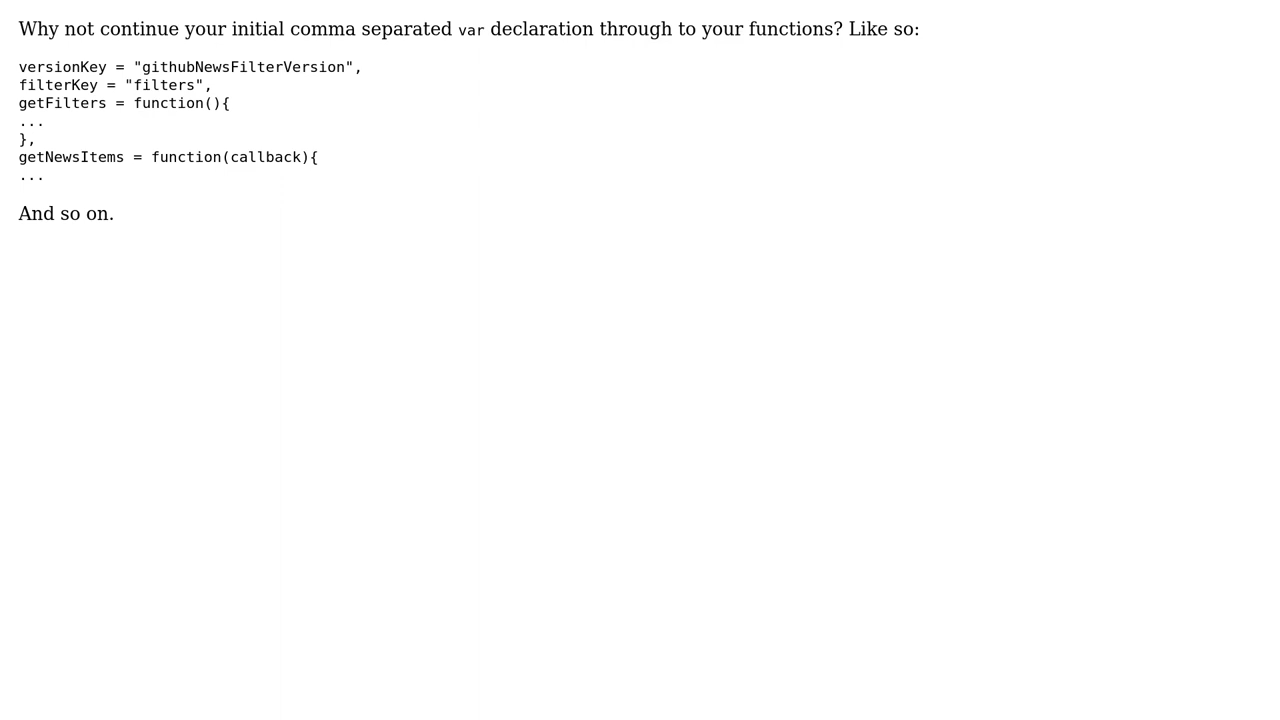 Why not continue your initial comma separated var declaration through to your functions? Like so:
versionKey = "githubNewsFilterVersion",
filterKey = "filters",
getFilters = function(){
...
},
getNewsItems = function(callback){
...
And so on.